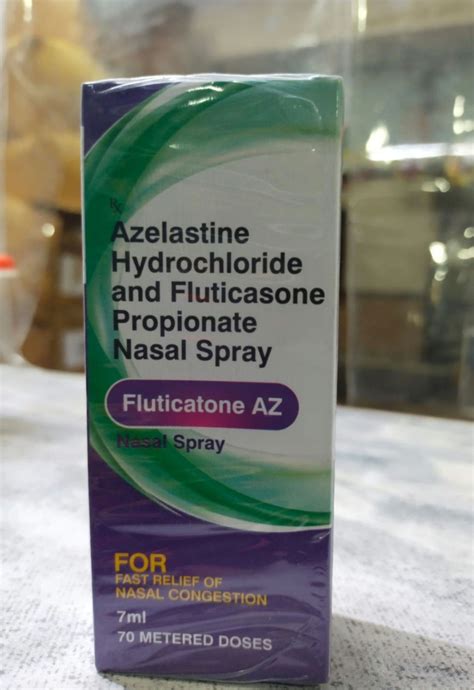 Rx
Azelastine
Hydrochloride
and Fluticasone
Propionate
Nasal Spray
Fluticatone AZ
Nasal Spray
FOR
FAST RELIEF OF
NASAL CONGESTION
7ml
70 METERED DOSES